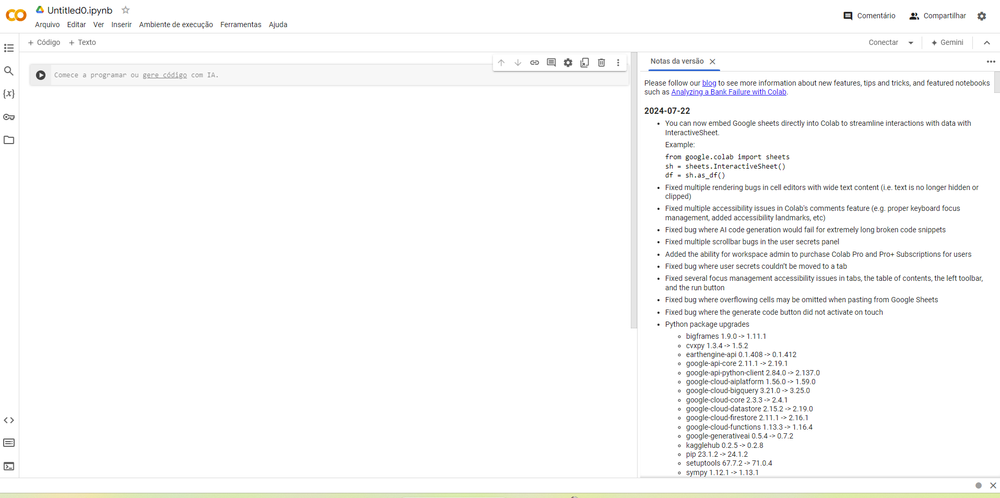 Untitled0.ipynb
Arquivo Editar Ver Inserir Ambiente de execução Ferramentas Ajuda
Comentário Compartilhar
+ Código + Texto
Conectar Gemini
Comece a programar ou gere código com IA.
Notas da versão
Please follow our blog to see more information about new features, tips and tricks, and featured notebooks
such as Analyzing a Bank Failure with Colab.
2024-07-22
• You can now embed Google sheets directly into Colab to streamline interactions with data with
InteractiveSheet.
Example:
from google.colab import sheets
sh = sheets.InteractiveSheet()
df = sh.as_df()
• Fixed multiple rendering bugs in cell editors with wide text content (i.e. text is no longer hidden or
clipped)
• Fixed multiple accessibility issues in Colab's comments feature (e.g. proper keyboard focus
management, added accessibility landmarks, etc)
• Fixed bug where AI code generation would fail for extremely long broken code snippets
• Fixed multiple scrollbar bugs in the user secrets panel
• Added the ability for workspace admin to purchase Colab Pro and Pro+ Subscriptions for users
• Fixed bug where user secrets couldn’t be moved to a tab
• Fixed several focus management accessibility issues in tabs, the table of contents, the left toolbar,
and the run button
• Fixed bug where overflowing cells may be omitted when pasting from Google Sheets
• Fixed bug where the generate code button did not activate on touch
• Python package upgrades
◦ bigframes 1.9.0 -> 1.11.1
◦ cvxpy 1.3.4 -> 1.5.2
◦ earthengine-api 0.1.408 -> 0.1.412
◦ google-api-core 2.11.1 -> 2.19.1
◦ google-api-python-client 2.84.0 -> 2.137.0
◦ google-cloud-aiplatform 1.56.0 -> 1.59.0
◦ google-cloud-bigquery 3.21.0 -> 3.25.0
◦ google-cloud-core 2.3.3 -> 2.4.1
◦ google-cloud-datastore 2.15.2 -> 2.19.0
◦ google-cloud-firestore 2.11.1 -> 2.16.1
◦ google-cloud-functions 1.13.3 -> 1.16.4
◦ google-generativeai 0.5.4 -> 0.7.2
◦ kagglehub 0.2.5 -> 0.2.8
◦ pip 23.1.2 -> 24.1.2
◦ setuptools 67.7.2 -> 71.0.4
◦ sympy 1.12.1 -> 1.13.1